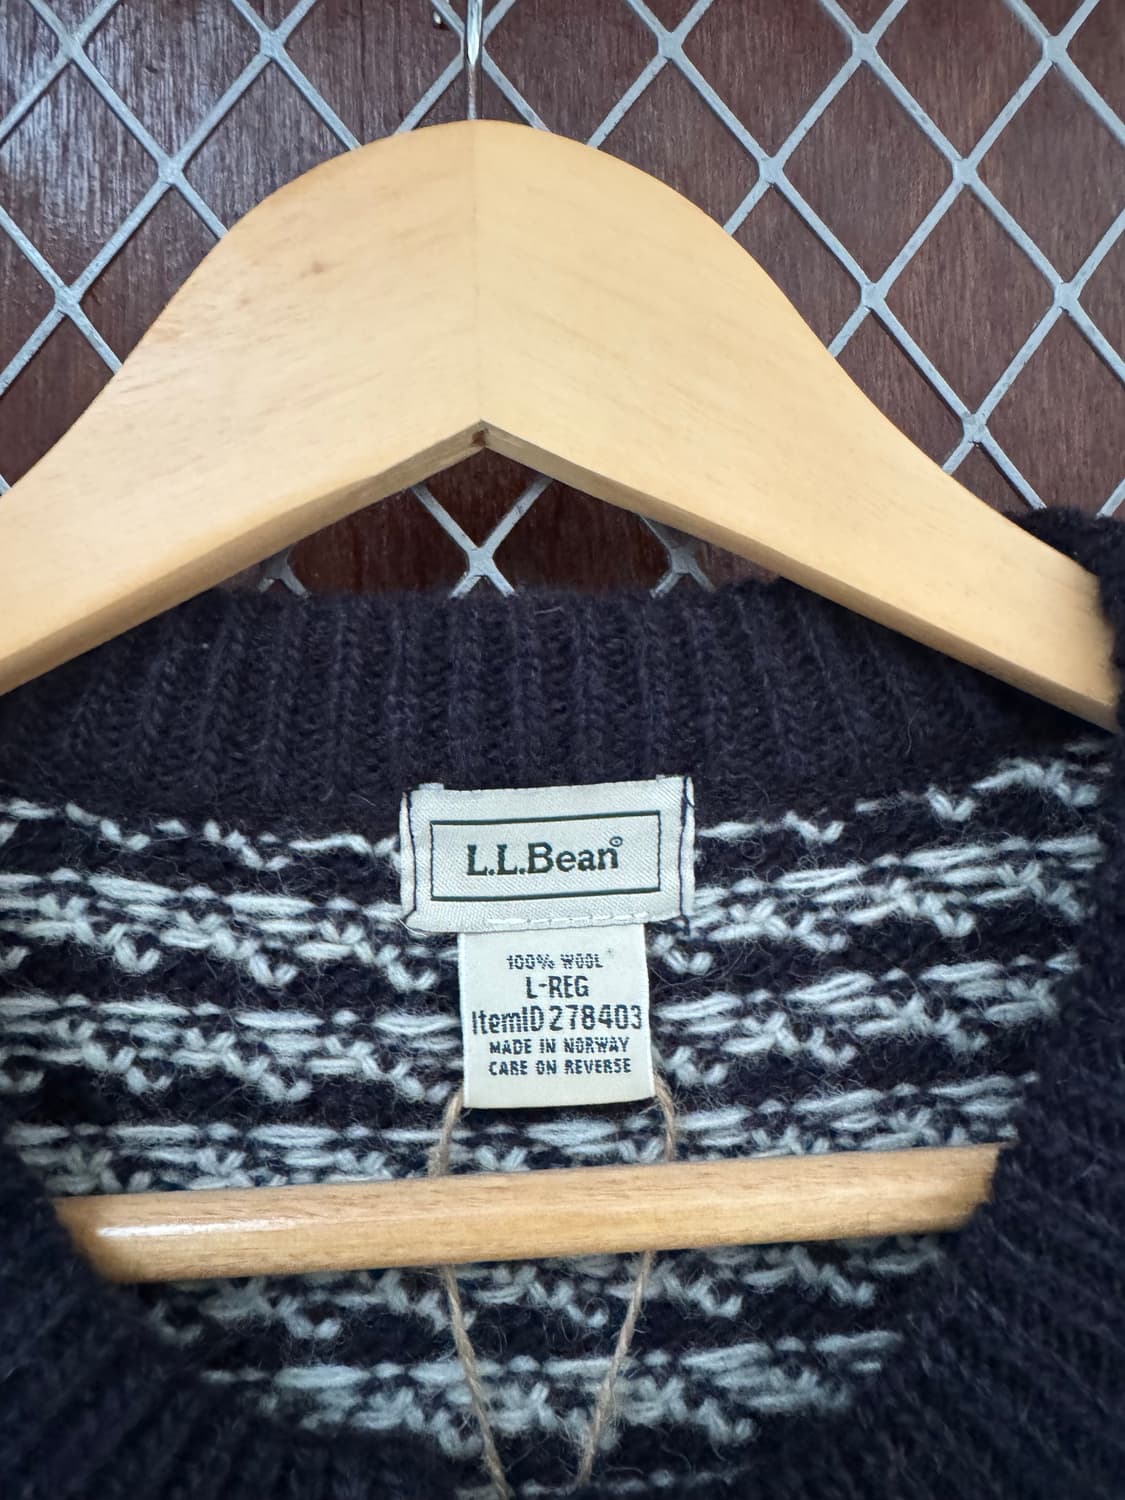 L.L.Bean®
100% WOOL
L-REG
ItemID 278403
MADE IN NORWAY
CARE ON REVERSE